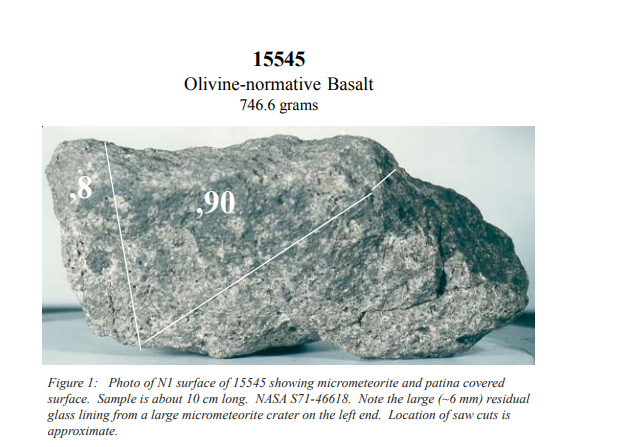 15545
Olivine-normative Basalt
746.6 grams
,8
,90
Figure 1: Photo of N1 surface of 15545 showing micrometeorite and patina covered
surface. Sample is about 10 cm long. NASA S71-46618. Note the large (~6 mm) residual
glass lining from a large micrometeorite crater on the left end. Location of saw cuts is
approximate.